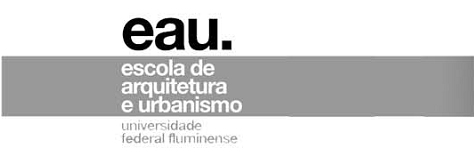 eau.
escola de
arquitetura
e urbanismo
universidade
federal fluminense